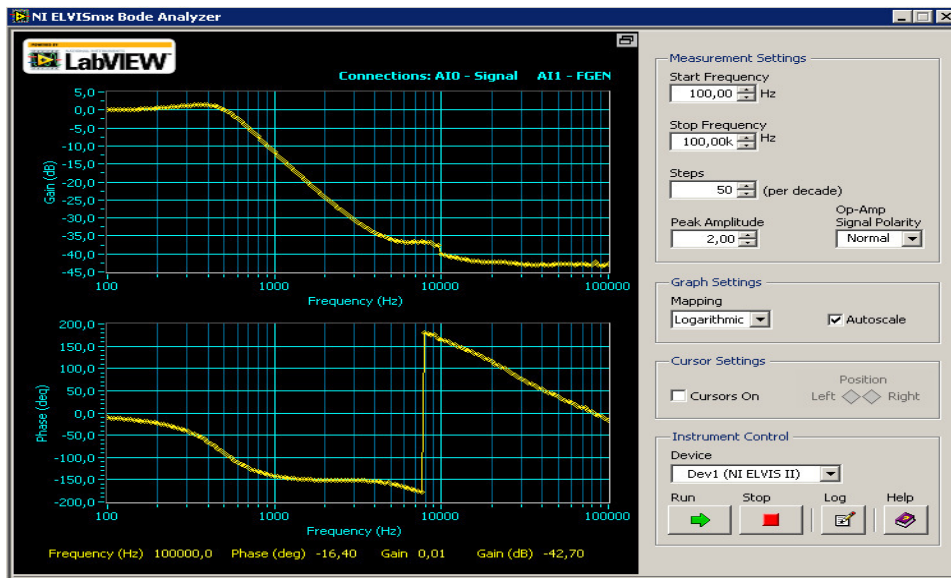 NI ELVISmx Bode Analyzer
POWERED BY
LabVIEW
Connections: AI0 - Signal AI1 - FGEN
Gain (dB)
5,0
0,0
-5,0
-10,0
-15,0
-20,0
-25,0
-30,0
-35,0
-40,0
-45,0
100 1000 10000 100000
Frequency (Hz)
Phase (deg)
200,0
150,0
100,0
50,0
0,0
-50,0
-100,0
-150,0
-200,0
100 1000 10000 100000
Frequency (Hz)
Frequency (Hz) 100000,0 Phase (deg) -16,40 Gain 0,01 Gain (dB) -42,70
Measurement Settings
Start Frequency
100,00 Hz
Stop Frequency
100,00k Hz
Steps
50 (per decade)
Peak Amplitude
2,00
Op-Amp
Signal Polarity
Normal
Graph Settings
Mapping
Logarithmic
Autoscale
Cursor Settings
Cursors On
Position
Left Right
Instrument Control
Device
Dev1 (NI ELVIS II)
Run Stop Log Help